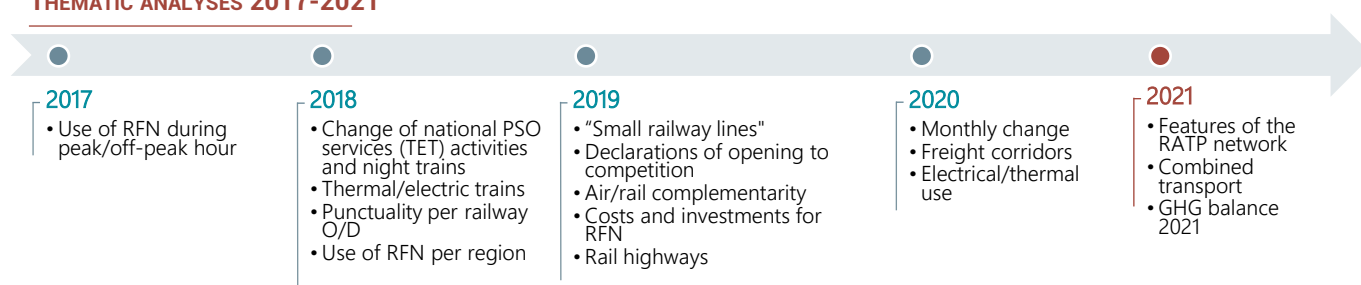 THEMATIC ANALYSES 2017-2021
2017
• Use of RFN during
peak/off-peak hour
2018
• Change of national PSO
services (TET) activities
and night trains
• Thermal/electric trains
• Punctuality per railway
O/D
• Use of RFN per region
2019
• “Small railway lines"
• Declarations of opening to
competition
• Air/rail complementarity
• Costs and investments for
RFN
• Rail highways
2020
• Monthly change
• Freight corridors
• Electrical/thermal
use
2021
• Features of the
RATP network
• Combined
transport
• GHG balance
2021